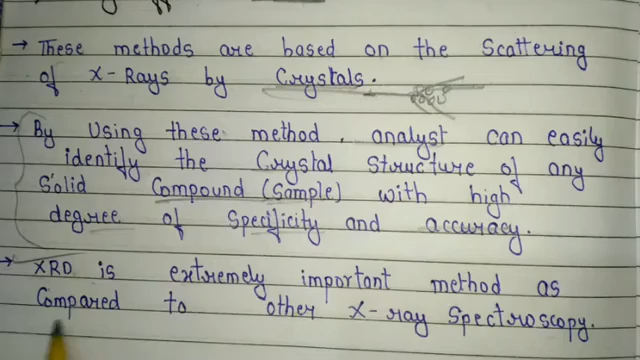 → These methods are based on the Scattering
of X-Rays by Crystals.
→ By Using these method, analyst can easily
identify the Crystal Structure of any
Solid Compound (Sample) with high
degree of Specificity and accuracy.
→ XRD is extremely important method as
Compared to other X-ray Spectroscopy.